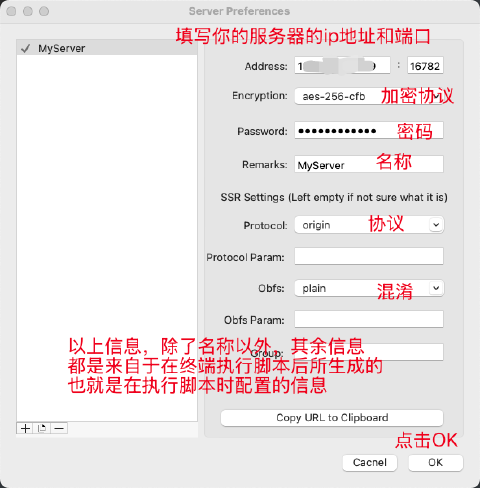 Server Preferences
填写你的服务器的ip地址和端口
MyServer
Address: : 16782
Encryption: aes-256-cfb 加密协议
Password: •••••••••••• 密码
Remarks: MyServer 名称
SSR Settings (Left empty if not sure what it is)
Protocol: origin 协议
Protocol Param:
Obfs: plain 混淆
Obfs Param:
Group:
以上信息，除了名称以外，其余信息
都是来自于在终端执行脚本后所生成的
也就是在执行脚本时配置的信息
Copy URL to Clipboard
点击OK
Cacnel OK